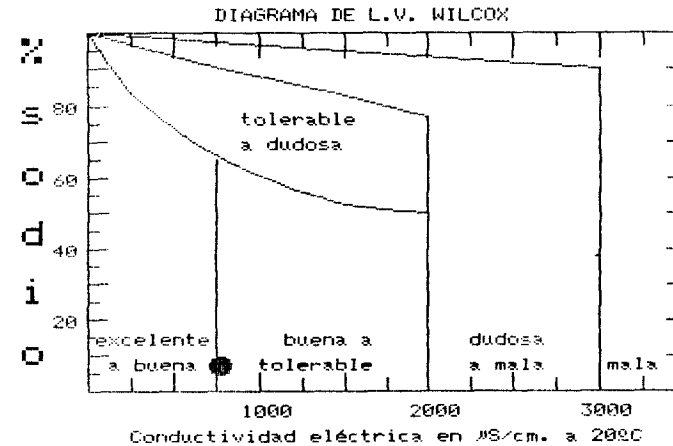 DIAGRAMA DE L.V. WILCOX
% sodio
80
60
40
20
tolerable
a dudosa
excelente
a buena
buena a
tolerable
dudosa
a mala
mala
1000 2000 3000
Conductividad eléctrica en µS/cm. a 20ºC